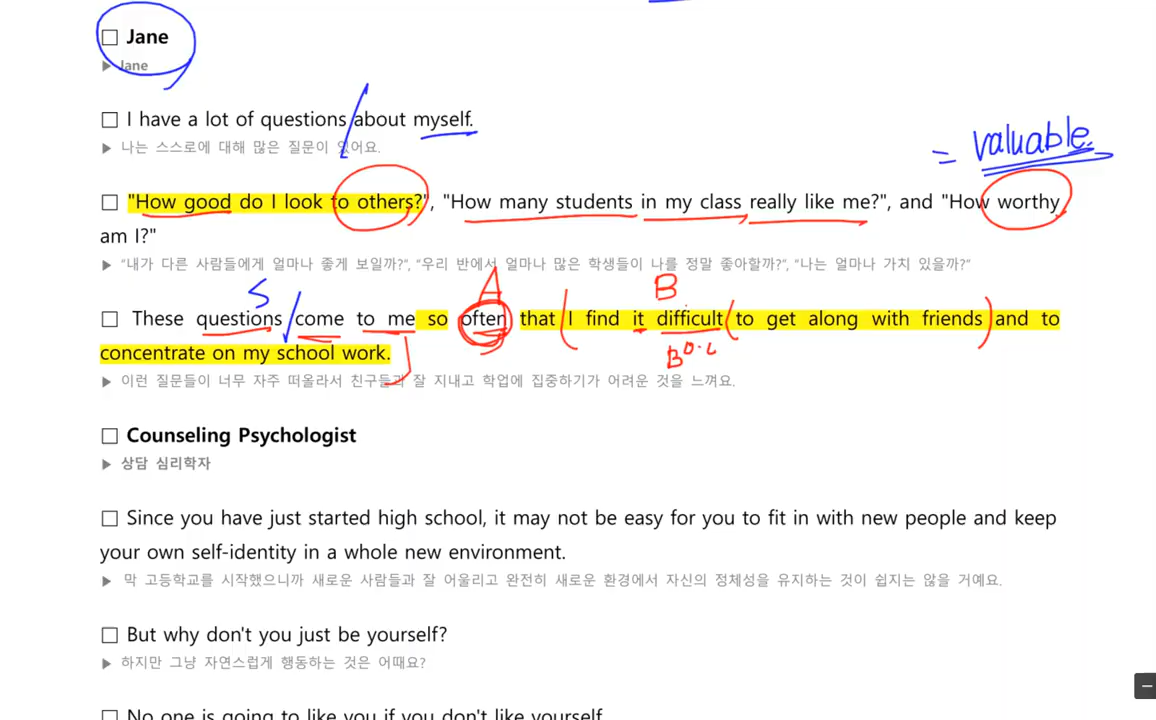 □ Jane
▶ Jane
□ I have a lot of questions about myself.
▶ 나는 스스로에 대해 많은 질문이 있어요.
= valuable.
□ "How good do I look to others?", "How many students in my class really like me?", and "How worthy
am I?"
▶ "내가 다른 사람들에게 얼마나 좋게 보일까?", "우리 반에서 얼마나 많은 학생들이 나를 정말 좋아할까?", "나는 얼마나 가치 있을까?"
S A B
□ These questions come to me so often that I find it difficult to get along with friends and to
concentrate on my school work.
B O.C
▶ 이런 질문들이 너무 자주 떠올라서 친구들과 잘 지내고 학업에 집중하기가 어려운 것을 느껴요.
□ Counseling Psychologist
▶ 상담 심리학자
□ Since you have just started high school, it may not be easy for you to fit in with new people and keep
your own self-identity in a whole new environment.
▶ 막 고등학교를 시작했으니까 새로운 사람들과 잘 어울리고 완전히 새로운 환경에서 자신의 정체성을 유지하는 것이 쉽지는 않을 거예요.
□ But why don't you just be yourself?
▶ 하지만 그냥 자연스럽게 행동하는 것은 어때요?
□ No one is going to like you if you don't like yourself